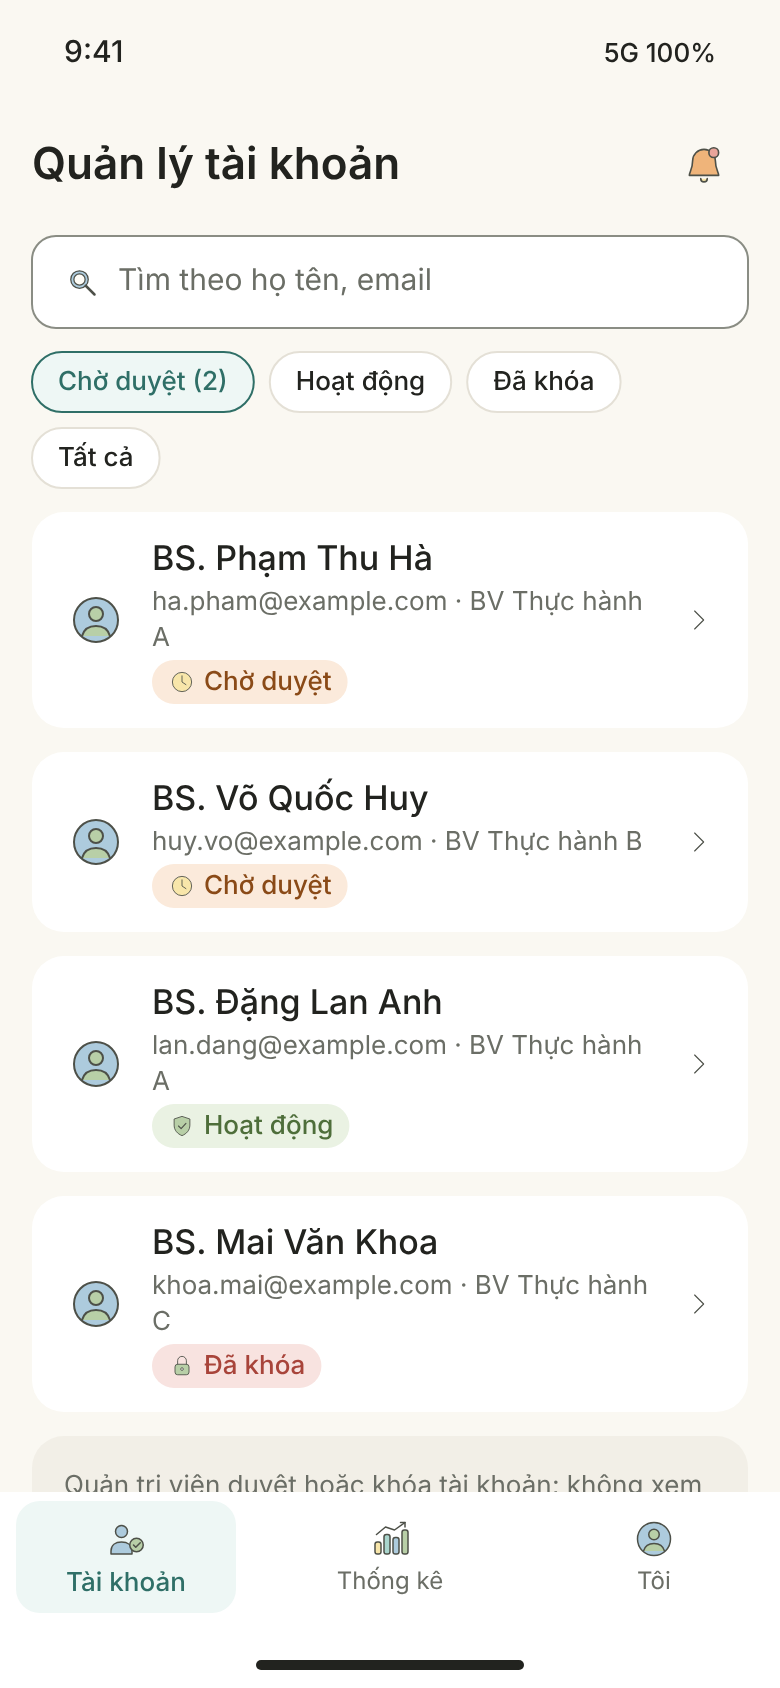 9:41
5G 100%
Quản lý tài khoản
Tìm theo họ tên, email
Chờ duyệt (2)
Hoạt động
Đã khóa
Tất cả
BS. Phạm Thu Hà
ha.pham@example.com · BV Thực hành
A
Chờ duyệt
BS. Võ Quốc Huy
huy.vo@example.com · BV Thực hành B
Chờ duyệt
BS. Đặng Lan Anh
lan.dang@example.com · BV Thực hành
A
Hoạt động
BS. Mai Văn Khoa
khoa.mai@example.com · BV Thực hành
C
Đã khóa
Quản trị viên duyệt hoặc khóa tài khoản; không xem
Tài khoản
Thống kê
Tôi